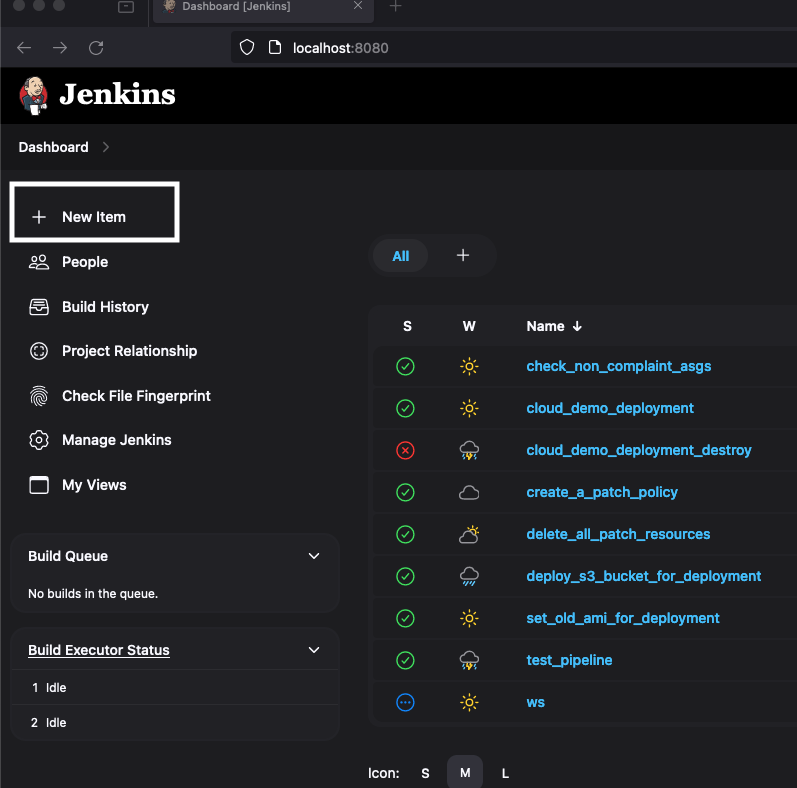 Dashboard [Jenkins]
localhost:8080
Jenkins
Dashboard
New Item
People
Build History
Project Relationship
Check File Fingerprint
Manage Jenkins
My Views
Build Queue
No builds in the queue.
Build Executor Status
1 Idle
2 Idle
All
S W Name ↓
check_non_complaint_asgs
cloud_demo_deployment
cloud_demo_deployment_destroy
create_a_patch_policy
delete_all_patch_resources
deploy_s3_bucket_for_deployment
set_old_ami_for_deployment
test_pipeline
ws
Icon: S M L